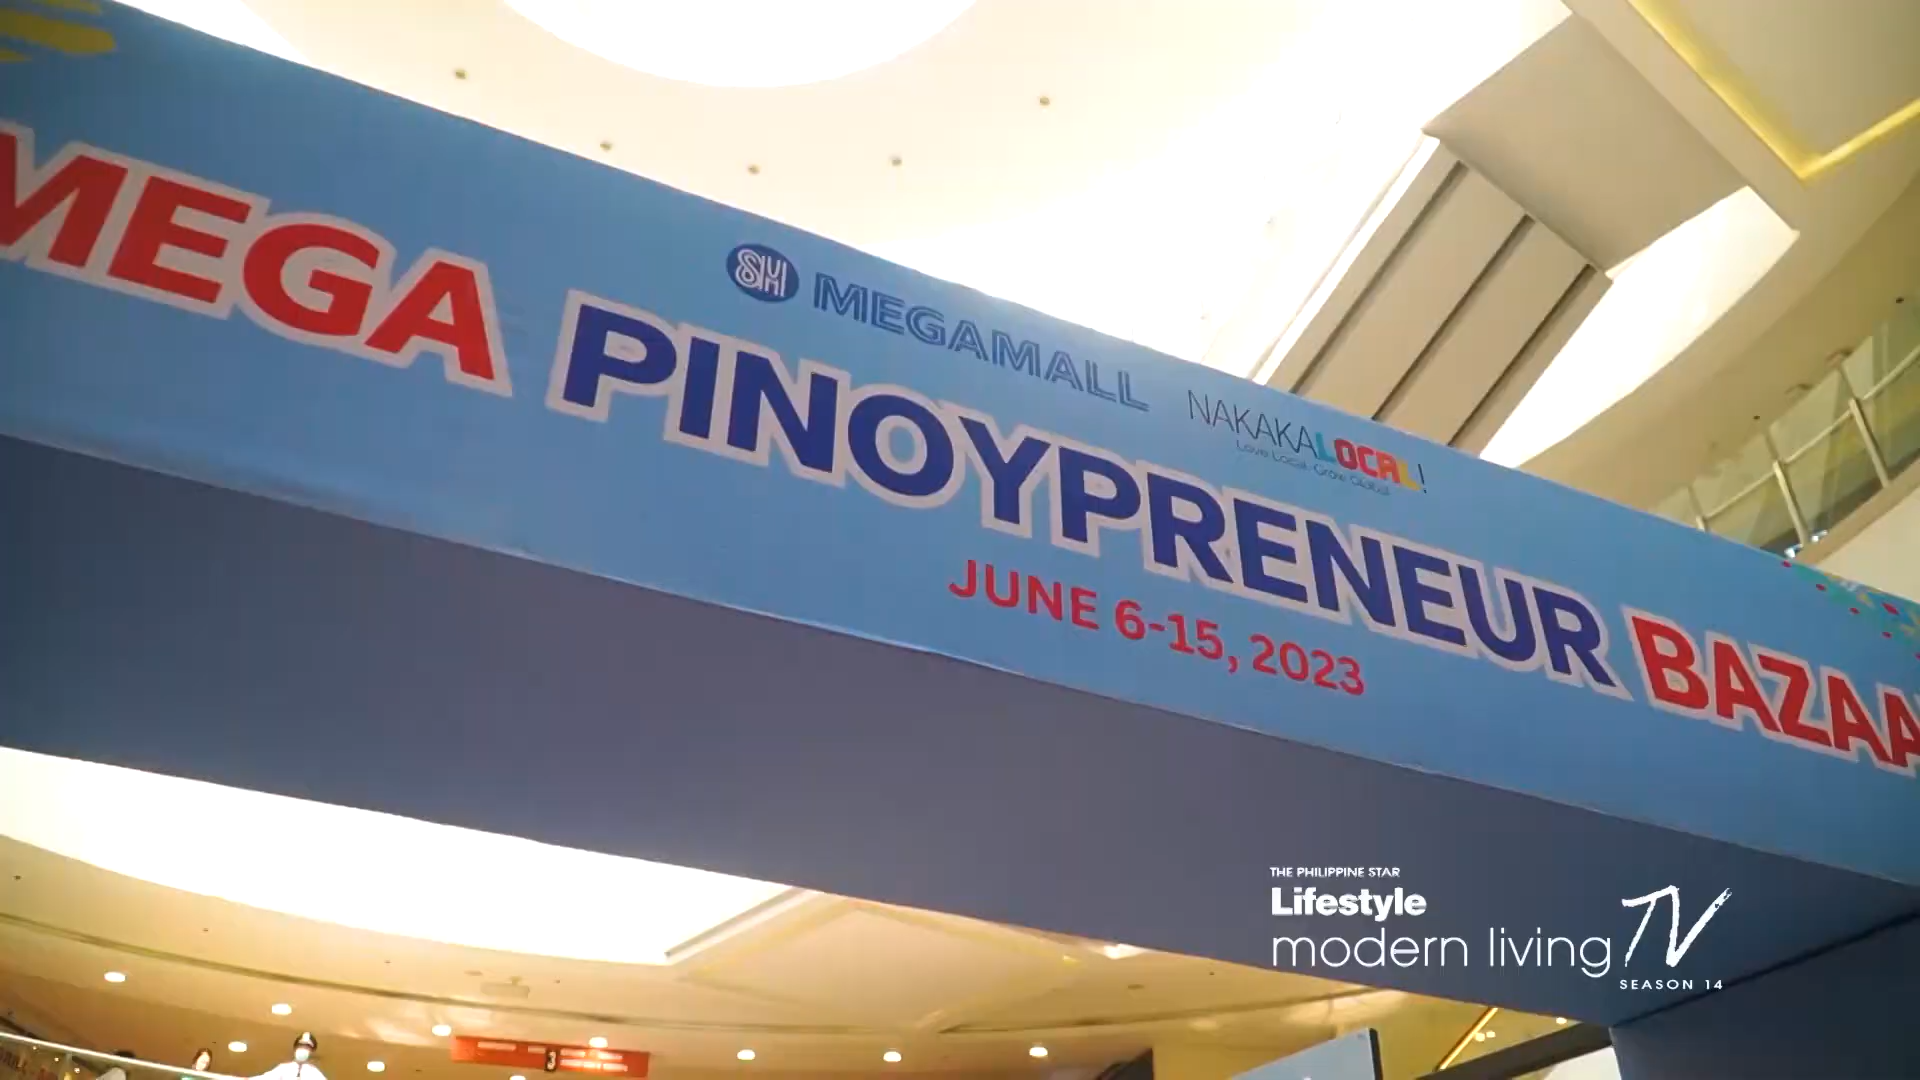 SM MEGAMALL
NAKAKALOCAL!
Love Local. Grow Global.
MEGA PINOYPRENEUR BAZAA
JUNE 6-15, 2023
THE PHILIPPINE STAR
Lifestyle
modern living TV
SEASON 14
3